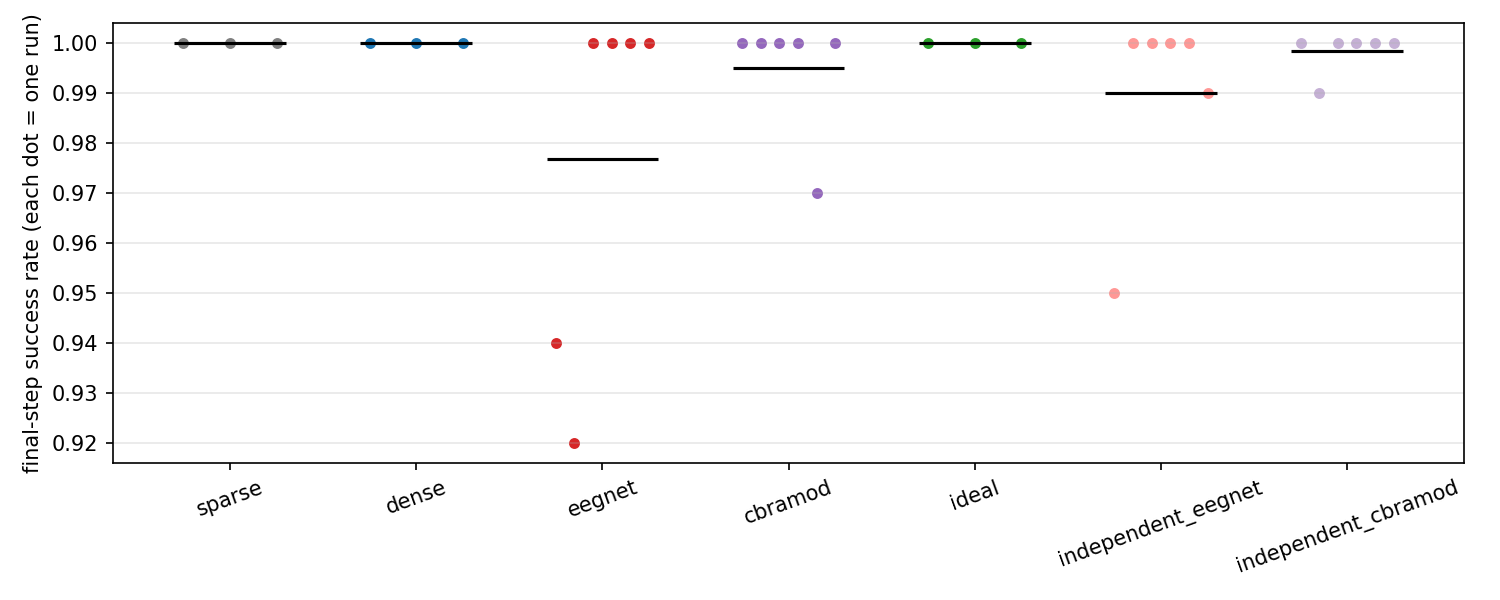 final-step success rate (each dot = one run)
1.00
0.99
0.98
0.97
0.96
0.95
0.94
0.93
0.92
sparse
dense
eegnet
cbramod
ideal
independent_eegnet
independent_cbramod